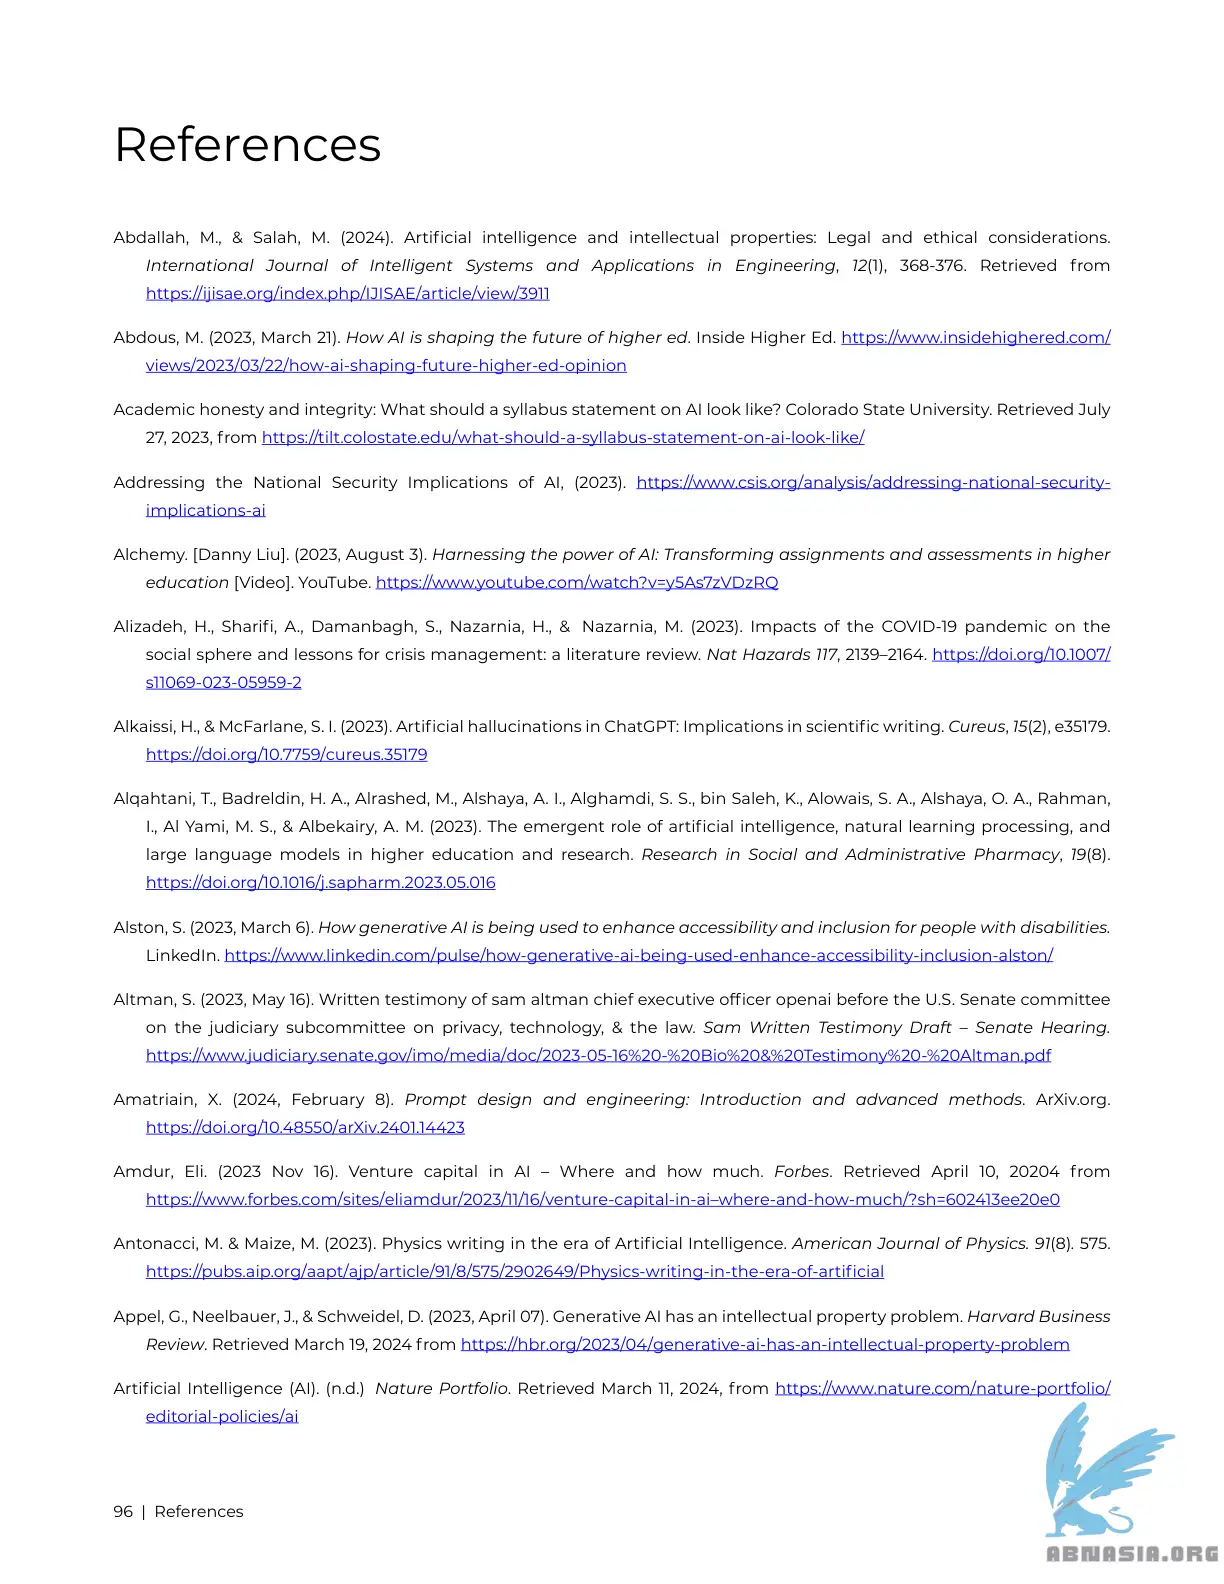 References
Abdallah, M., & Salah, M. (2024). Artificial intelligence and intellectual properties: Legal and ethical considerations.
International Journal of Intelligent Systems and Applications in Engineering, 12(1), 368-376. Retrieved from
https://ijisae.org/index.php/IJISAE/article/view/3911
Abdous, M. (2023, March 21). How AI is shaping the future of higher ed. Inside Higher Ed. https://www.insidehighered.com/
views/2023/03/22/how-ai-shaping-future-higher-ed-opinion
Academic honesty and integrity: What should a syllabus statement on AI look like? Colorado State University. Retrieved July
27, 2023, from https://tilt.colostate.edu/what-should-a-syllabus-statement-on-ai-look-like/
Addressing the National Security Implications of AI, (2023). https://www.csis.org/analysis/addressing-national-security-
implications-ai
Alchemy. [Danny Liu]. (2023, August 3). Harnessing the power of AI: Transforming assignments and assessments in higher
education [Video]. YouTube. https://www.youtube.com/watch?v=y5As7zVDzRQ
Alizadeh, H., Sharifi, A., Damanbagh, S., Nazarnia, H., & Nazarnia, M. (2023). Impacts of the COVID-19 pandemic on the
social sphere and lessons for crisis management: a literature review. Nat Hazards 117, 2139–2164. https://doi.org/10.1007/
s11069-023-05959-2
Alkaissi, H., & McFarlane, S. I. (2023). Artificial hallucinations in ChatGPT: Implications in scientific writing. Cureus, 15(2), e35179.
https://doi.org/10.7759/cureus.35179
Alqahtani, T., Badreldin, H. A., Alrashed, M., Alshaya, A. I., Alghamdi, S. S., bin Saleh, K., Alowais, S. A., Alshaya, O. A., Rahman,
I., Al Yami, M. S., & Albekairy, A. M. (2023). The emergent role of artificial intelligence, natural learning processing, and
large language models in higher education and research. Research in Social and Administrative Pharmacy, 19(8).
https://doi.org/10.1016/j.sapharm.2023.05.016
Alston, S. (2023, March 6). How generative AI is being used to enhance accessibility and inclusion for people with disabilities.
LinkedIn. https://www.linkedin.com/pulse/how-generative-ai-being-used-enhance-accessibility-inclusion-alston/
Altman, S. (2023, May 16). Written testimony of sam altman chief executive officer openai before the U.S. Senate committee
on the judiciary subcommittee on privacy, technology, & the law. Sam Written Testimony Draft – Senate Hearing.
https://www.judiciary.senate.gov/imo/media/doc/2023-05-16%20-%20Bio%20&%20Testimony%20-%20Altman.pdf
Amatriain, X. (2024, February 8). Prompt design and engineering: Introduction and advanced methods. ArXiv.org.
https://doi.org/10.48550/arXiv.2401.14423
Amdur, Eli. (2023 Nov 16). Venture capital in AI – Where and how much. Forbes. Retrieved April 10, 20204 from
https://www.forbes.com/sites/eliamdur/2023/11/16/venture-capital-in-ai–where-and-how-much/?sh=602413ee20e0
Antonacci, M. & Maize, M. (2023). Physics writing in the era of Artificial Intelligence. American Journal of Physics. 91(8). 575.
https://pubs.aip.org/aapt/ajp/article/91/8/575/2902649/Physics-writing-in-the-era-of-artificial
Appel, G., Neelbauer, J., & Schweidel, D. (2023, April 07). Generative AI has an intellectual property problem. Harvard Business
Review. Retrieved March 19, 2024 from https://hbr.org/2023/04/generative-ai-has-an-intellectual-property-problem
Artificial Intelligence (AI). (n.d.) Nature Portfolio. Retrieved March 11, 2024, from https://www.nature.com/nature-portfolio/
editorial-policies/ai
96 | References
ABNASIA.ORG